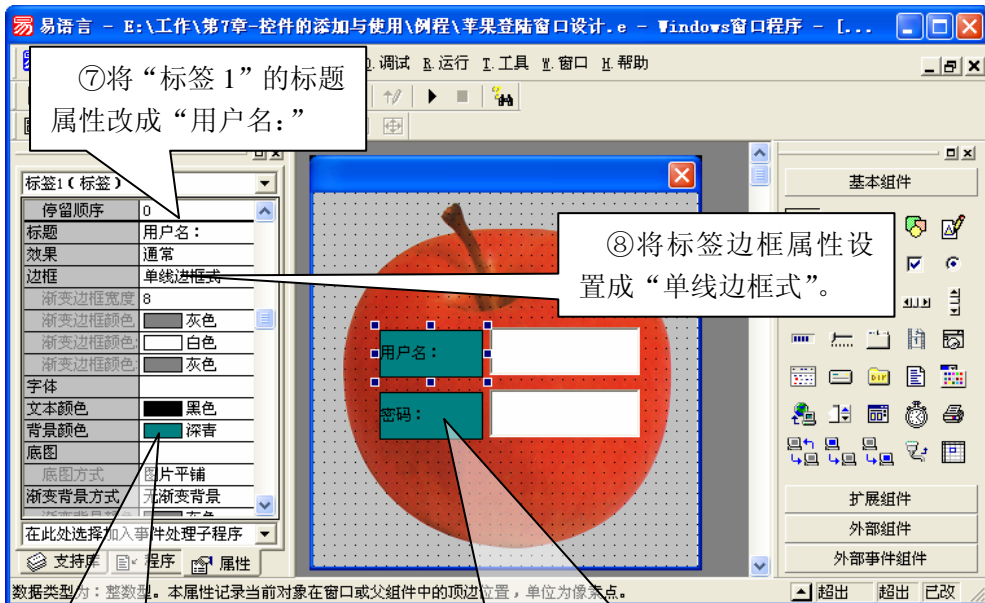 易语言 - E:\工作\第7章-控件的添加与使用\例程\苹果登陆窗口设计.e - Windows窗口程序 - [...
.调试 R.运行 T.工具 W.窗口 H.帮助
⑦将“标签 1”的标题
属性改成“用户名:”
标签1(标签)
停留顺序 0
标题 用户名：
效果 通常
边框 单线边框式
渐变边框宽度 8
渐变边框颜色 灰色
渐变边框颜色 白色
渐变边框颜色 灰色
字体
文本颜色 黑色
背景颜色 深青
底图
底图方式 图片平铺
渐变背景方式 无渐变背景
在此处选择加入事件处理子程序
支持库 程序 属性
⑧将标签边框属性设
置成“单线边框式”。
用户名：
密码：
基本组件
扩展组件
外部组件
外部事件组件
数据类型为：整数型。本属性记录当前对象在窗口或父组件中的顶边位置，单位为像素点。
超出 超出 已改